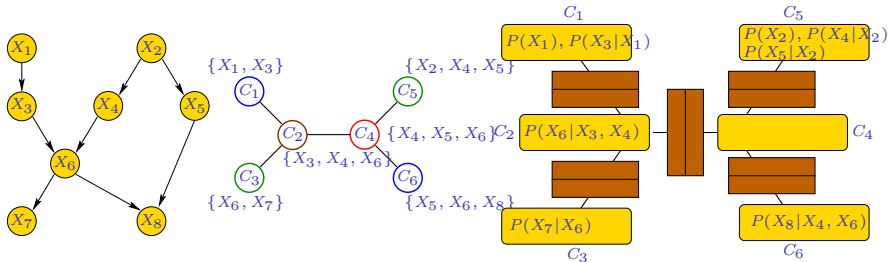 X₁
X₂
X₃
X₄
X₅
X₆
X₇
X₈
{X₁, X₃}
{X₂, X₄, X₅}
C₁
C₅
C₂
C₄
{X₄, X₅, X₆}
{X₃, X₄, X₆}
C₃
C₆
{X₆, X₇}
{X₅, X₆, X₈}
C₁
P(X₁), P(X₃|X₁)
C₅
P(X₂), P(X₄|X₂)
P(X₅|X₂)
C₂
P(X₆|X₃, X₄)
C₄
P(X₇|X₆)
C₃
P(X₈|X₄, X₆)
C₆